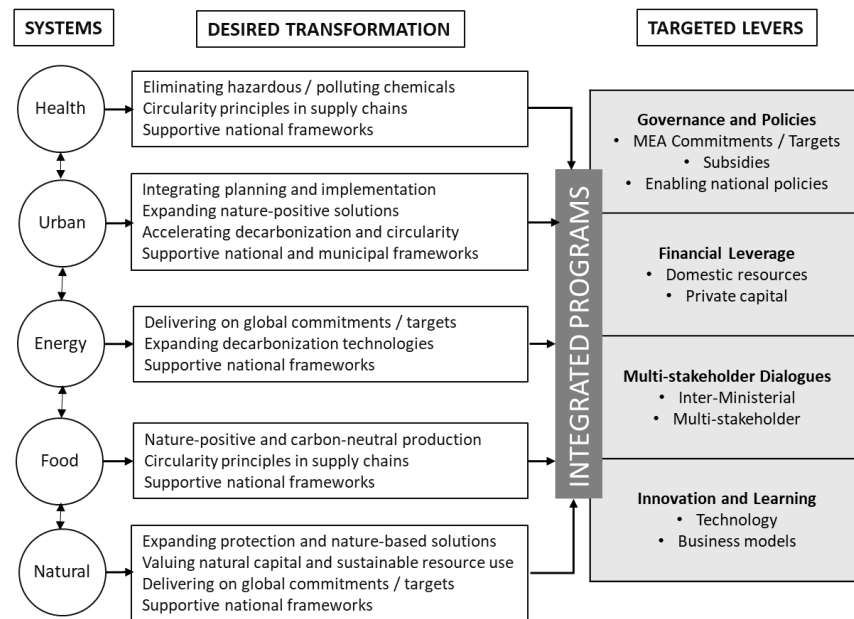 SYSTEMS
DESIRED TRANSFORMATION
TARGETED LEVERS
Health
Eliminating hazardous / polluting chemicals
Circularity principles in supply chains
Supportive national frameworks
Urban
Integrating planning and implementation
Expanding nature-positive solutions
Accelerating decarbonization and circularity
Supportive national and municipal frameworks
Energy
Delivering on global commitments / targets
Expanding decarbonization technologies
Supportive national frameworks
Food
Nature-positive and carbon-neutral production
Circularity principles in supply chains
Supportive national frameworks
Natural
Expanding protection and nature-based solutions
Valuing natural capital and sustainable resource use
Delivering on global commitments / targets
Supportive national frameworks
INTEGRATED PROGRAMS
Governance and Policies
• MEA Commitments / Targets
• Subsidies
• Enabling national policies
Financial Leverage
• Domestic resources
• Private capital
Multi-stakeholder Dialogues
• Inter-Ministerial
• Multi-stakeholder
Innovation and Learning
• Technology
• Business models